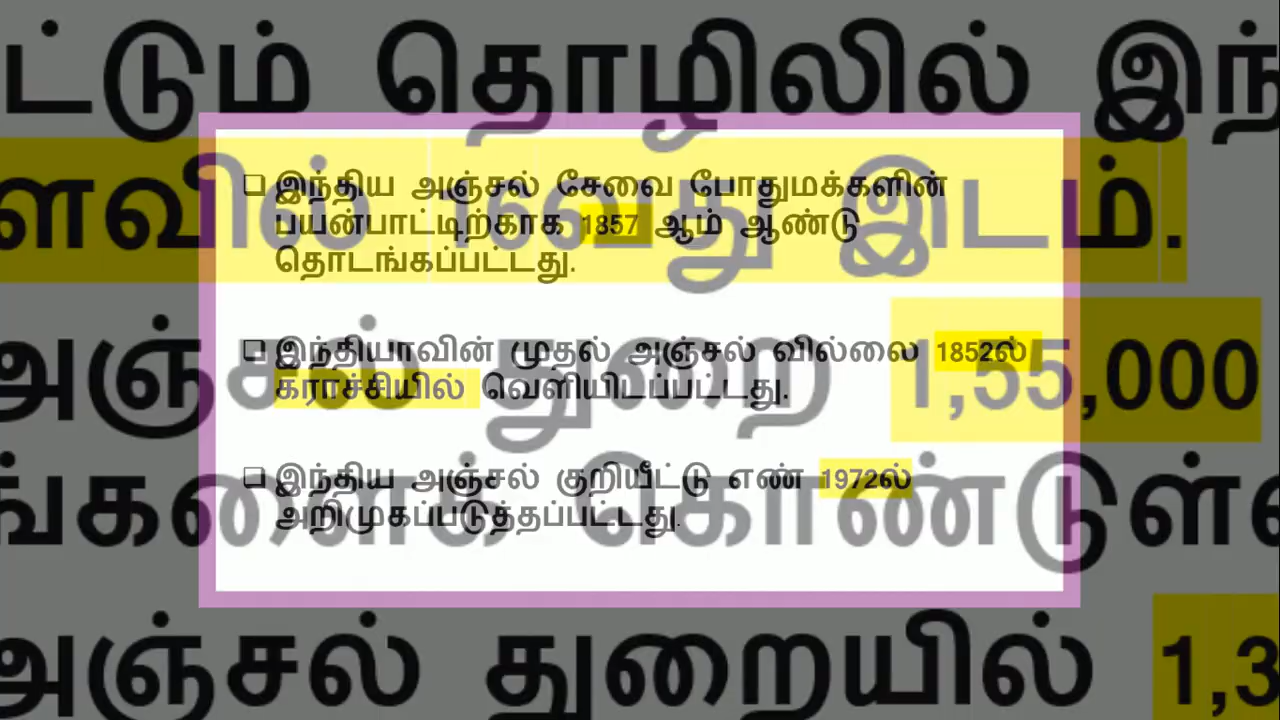 ட்டும் தொழிலில் இந்
ளவில் 16வது இடம்.
அஞ்சல் துறை 1,55,000
ங்களைக் கொண்டுள்ள
அஞ்சல் துறையில் 1,3
❑ இந்திய அஞ்சல் சேவை போதுமக்களின்
பயன்பாட்டிற்காக 1857 ஆம் ஆண்டு
தொடங்கப்பட்டது.
❑ இந்தியாவின் முதல் அஞ்சல் வில்லை 1852ல்
கராச்சியில் வெளியிடப்பட்டது.
❑ இந்திய அஞ்சல் குறியீட்டு எண் 1972ல்
அறிமுகப்படுத்தப்பட்டது.